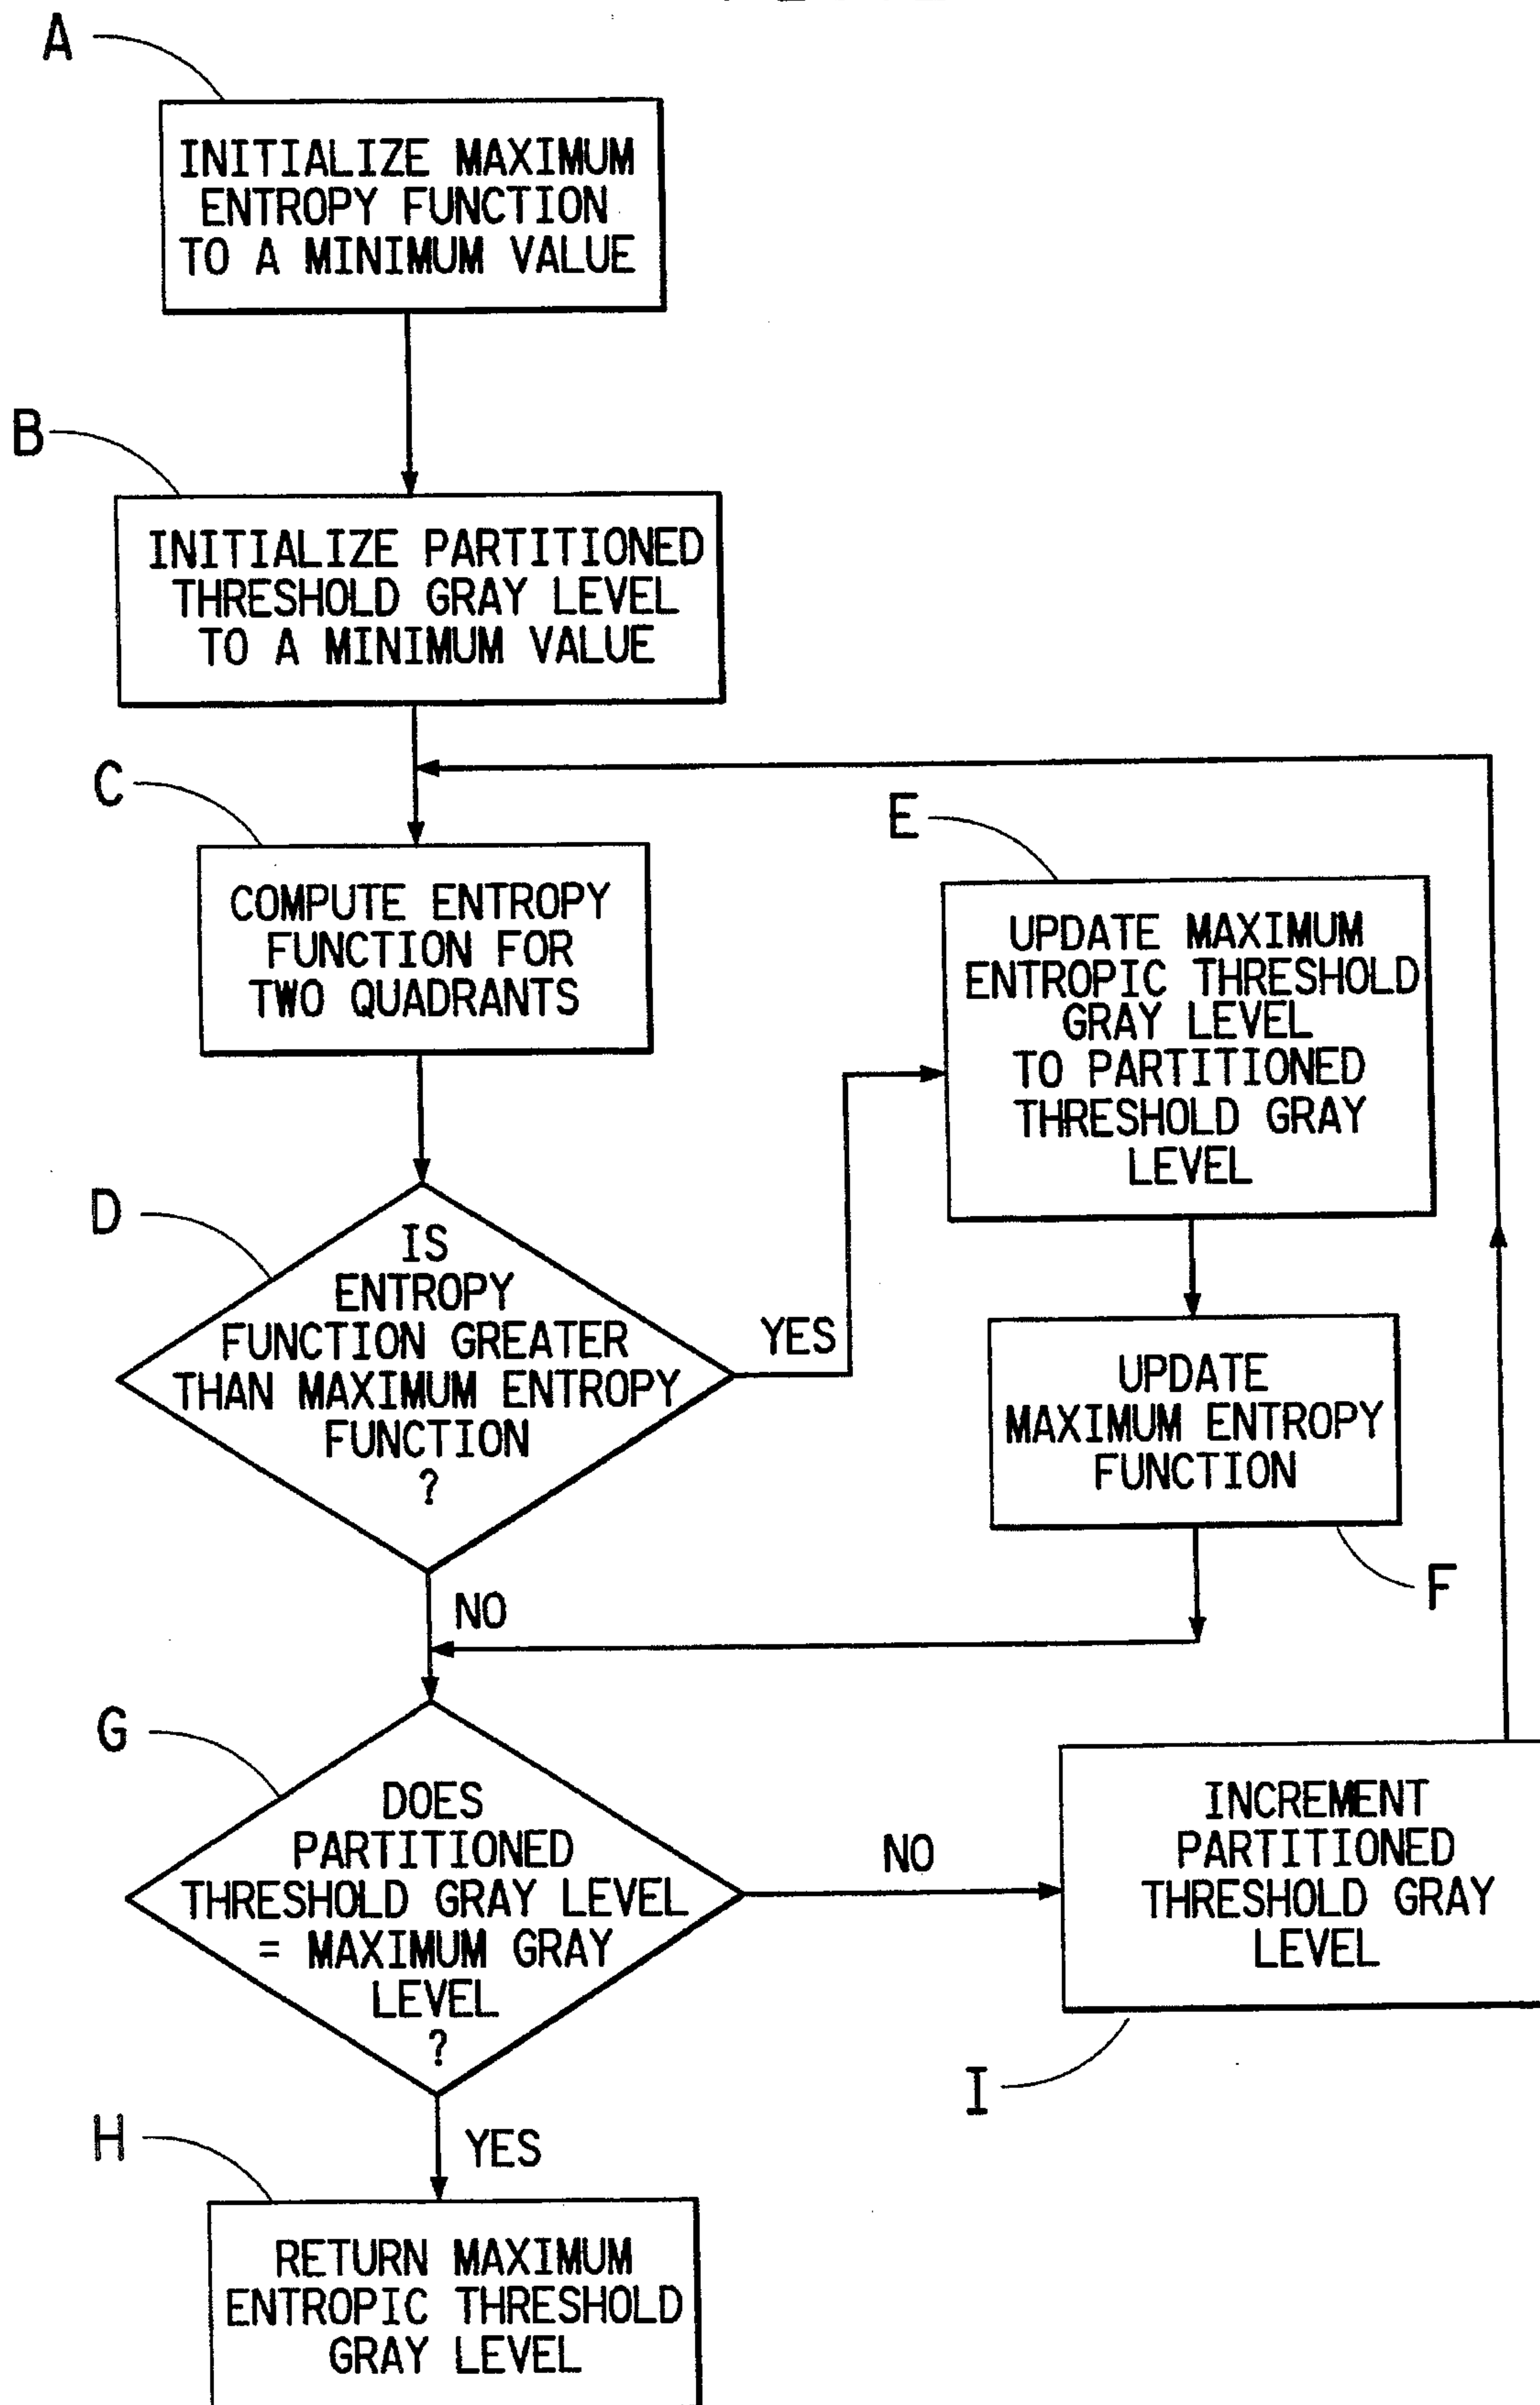 A
INITIALIZE MAXIMUM
ENTROPY FUNCTION
TO A MINIMUM VALUE
B
INITIALIZE PARTITIONED
THRESHOLD GRAY LEVEL
TO A MINIMUM VALUE
C
COMPUTE ENTROPY
FUNCTION FOR
TWO QUADRANTS
D
IS
ENTROPY
FUNCTION GREATER
THAN MAXIMUM ENTROPY
FUNCTION
?
YES
NO
E
UPDATE MAXIMUM
ENTROPIC THRESHOLD
GRAY LEVEL
TO PARTITIONED
THRESHOLD GRAY
LEVEL
UPDATE
MAXIMUM ENTROPY
FUNCTION
F
G
DOES
PARTITIONED
THRESHOLD GRAY LEVEL
= MAXIMUM GRAY
LEVEL
?
NO
YES
INCREMENT
PARTITIONED
THRESHOLD GRAY
LEVEL
I
H
RETURN MAXIMUM
ENTROPIC THRESHOLD
GRAY LEVEL